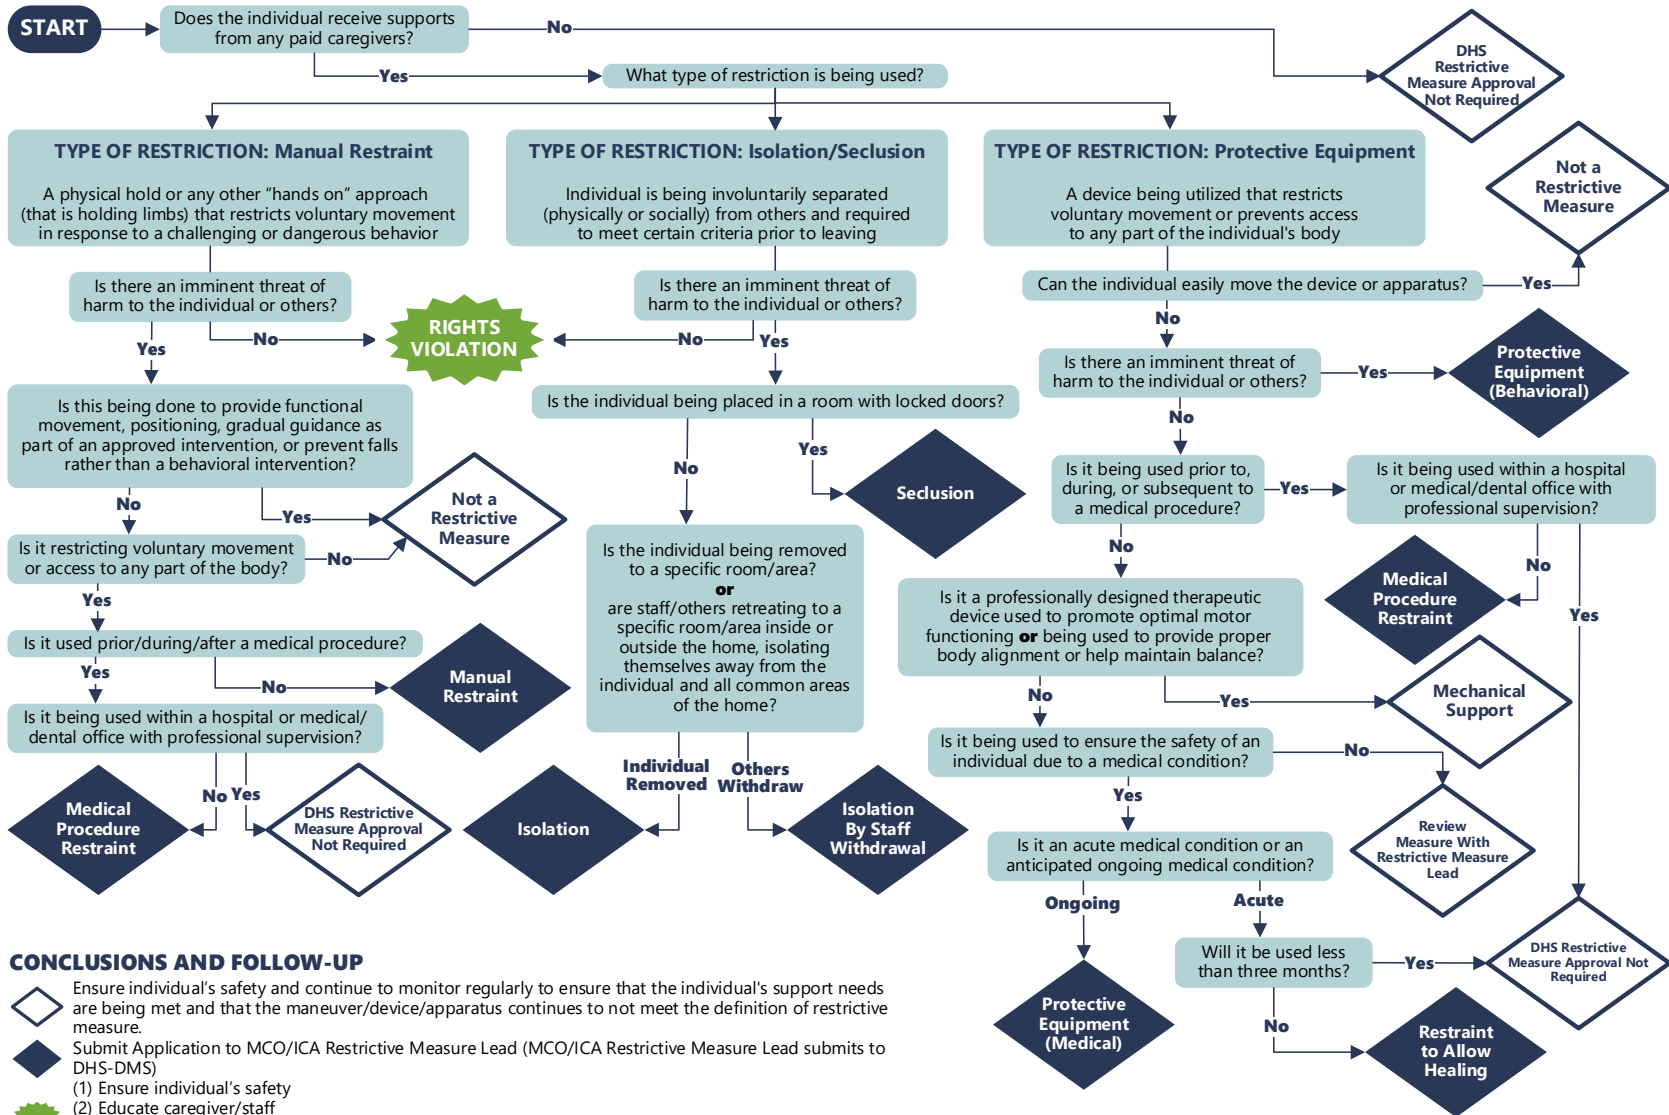 START
Does the individual receive supports
from any paid caregivers?
No
DHS
Restrictive
Measure Approval
Not Required
Yes
What type of restriction is being used?
TYPE OF RESTRICTION: Manual Restraint
A physical hold or any other “hands on” approach
(that is holding limbs) that restricts voluntary movement
in response to a challenging or dangerous behavior
TYPE OF RESTRICTION: Isolation/Seclusion
Individual is being involuntarily separated
(physically or socially) from others and required
to meet certain criteria prior to leaving
TYPE OF RESTRICTION: Protective Equipment
A device being utilized that restricts
voluntary movement or prevents access
to any part of the individual's body
Not a
Restrictive
Measure
Is there an imminent threat of
harm to the individual or others?
No
Yes
RIGHTS
VIOLATION
Is there an imminent threat of
harm to the individual or others?
No
Yes
Can the individual easily move the device or apparatus?
Yes
No
Is there an imminent threat of
harm to the individual or others?
Yes
Protective
Equipment
(Behavioral)
No
Is this being done to provide functional
movement, positioning, gradual guidance as
part of an approved intervention, or prevent falls
rather than a behavioral intervention?
No
Yes
Not a
Restrictive
Measure
Is it restricting voluntary movement
or access to any part of the body?
No
Yes
Is it used prior/during/after a medical procedure?
Yes
No
Manual
Restraint
Is it being used within a hospital or medical/
dental office with professional supervision?
No
Yes
Medical
Procedure
Restraint
DHS Restrictive
Measure Approval
Not Required
Is the individual being placed in a room with locked doors?
No
Yes
Seclusion
Is the individual being removed
to a specific room/area?
or
are staff/others retreating to a
specific room/area inside or
outside the home, isolating
themselves away from the
individual and all common areas
of the home?
Individual
Removed
Others
Withdraw
Isolation
Isolation
By Staff
Withdrawal
Is it being used prior to,
during, or subsequent to
a medical procedure?
Yes
Is it being used within a hospital
or medical/dental office with
professional supervision?
No
Yes
Medical
Procedure
Restraint
No
Is it a professionally designed therapeutic
device used to promote optimal motor
functioning or being used to provide proper
body alignment or help maintain balance?
No
Yes
Mechanical
Support
Is it being used to ensure the safety of an
individual due to a medical condition?
No
Yes
Review
Measure With
Restrictive Measure
Lead
Is it an acute medical condition or an
anticipated ongoing medical condition?
Ongoing
Acute
Protective
Equipment
(Medical)
Will it be used less
than three months?
Yes
DHS Restrictive
Measure Approval Not
Required
No
Restraint
to Allow
Healing
CONCLUSIONS AND FOLLOW-UP
Ensure individual’s safety and continue to monitor regularly to ensure that the individual's support needs
are being met and that the maneuver/device/apparatus continues to not meet the definition of restrictive
measure.
Submit Application to MCO/ICA Restrictive Measure Lead (MCO/ICA Restrictive Measure Lead submits to
DHS-DMS)
(1) Ensure individual’s safety
(2) Educate caregiver/staff